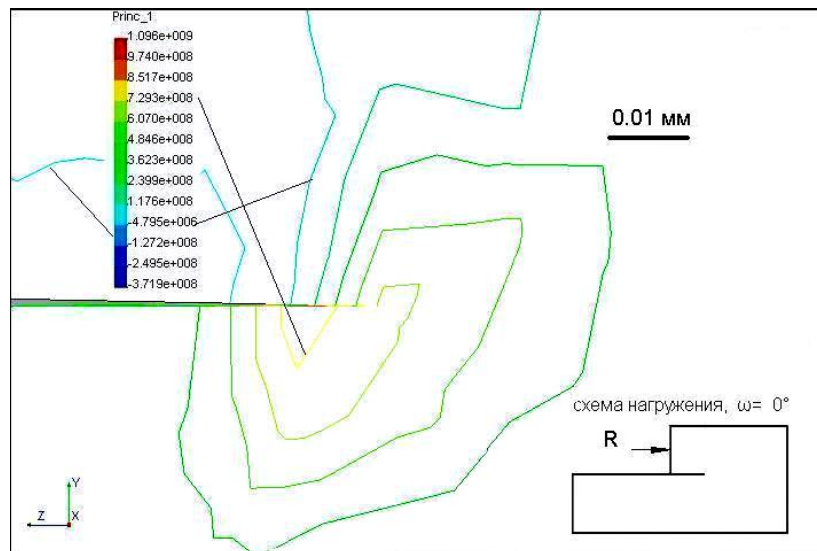 Princ_1
1.096e+009
9.740e+008
8.517e+008
7.293e+008
6.070e+008
4.846e+008
3.623e+008
2.399e+008
1.176e+008
-4.795e+006
-1.272e+008
-2.495e+008
-3.719e+008
0.01 мм
схема нагружения, ω= 0°
R
Y
Z
X